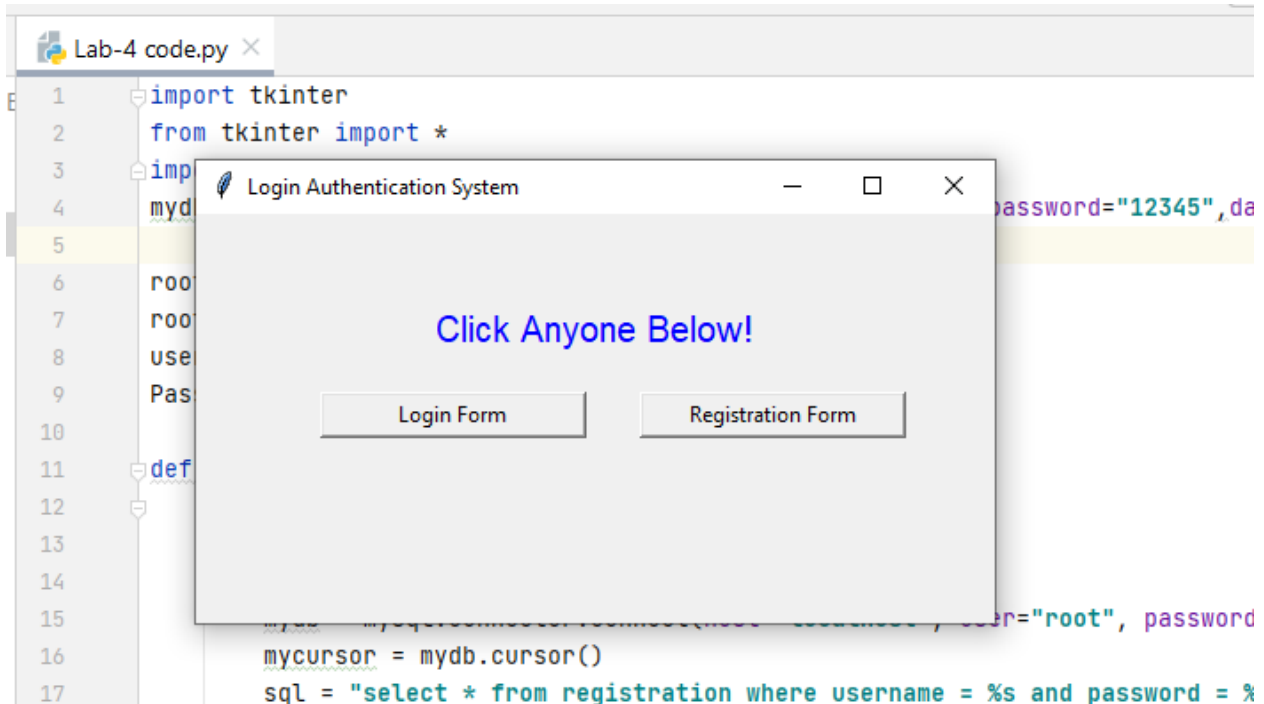 Lab-4 code.py
1 import tkinter
2 from tkinter import *
3 imp
4 myd password="12345",da
5
6 roo
7 roo
8 use
9 Pas
10
11 def
12
13
14
15 user="root", password
16 mycursor = mydb.cursor()
17 sql = "select * from registration where username = %s and password = %
Login Authentication System
Click Anyone Below!
Login Form
Registration Form